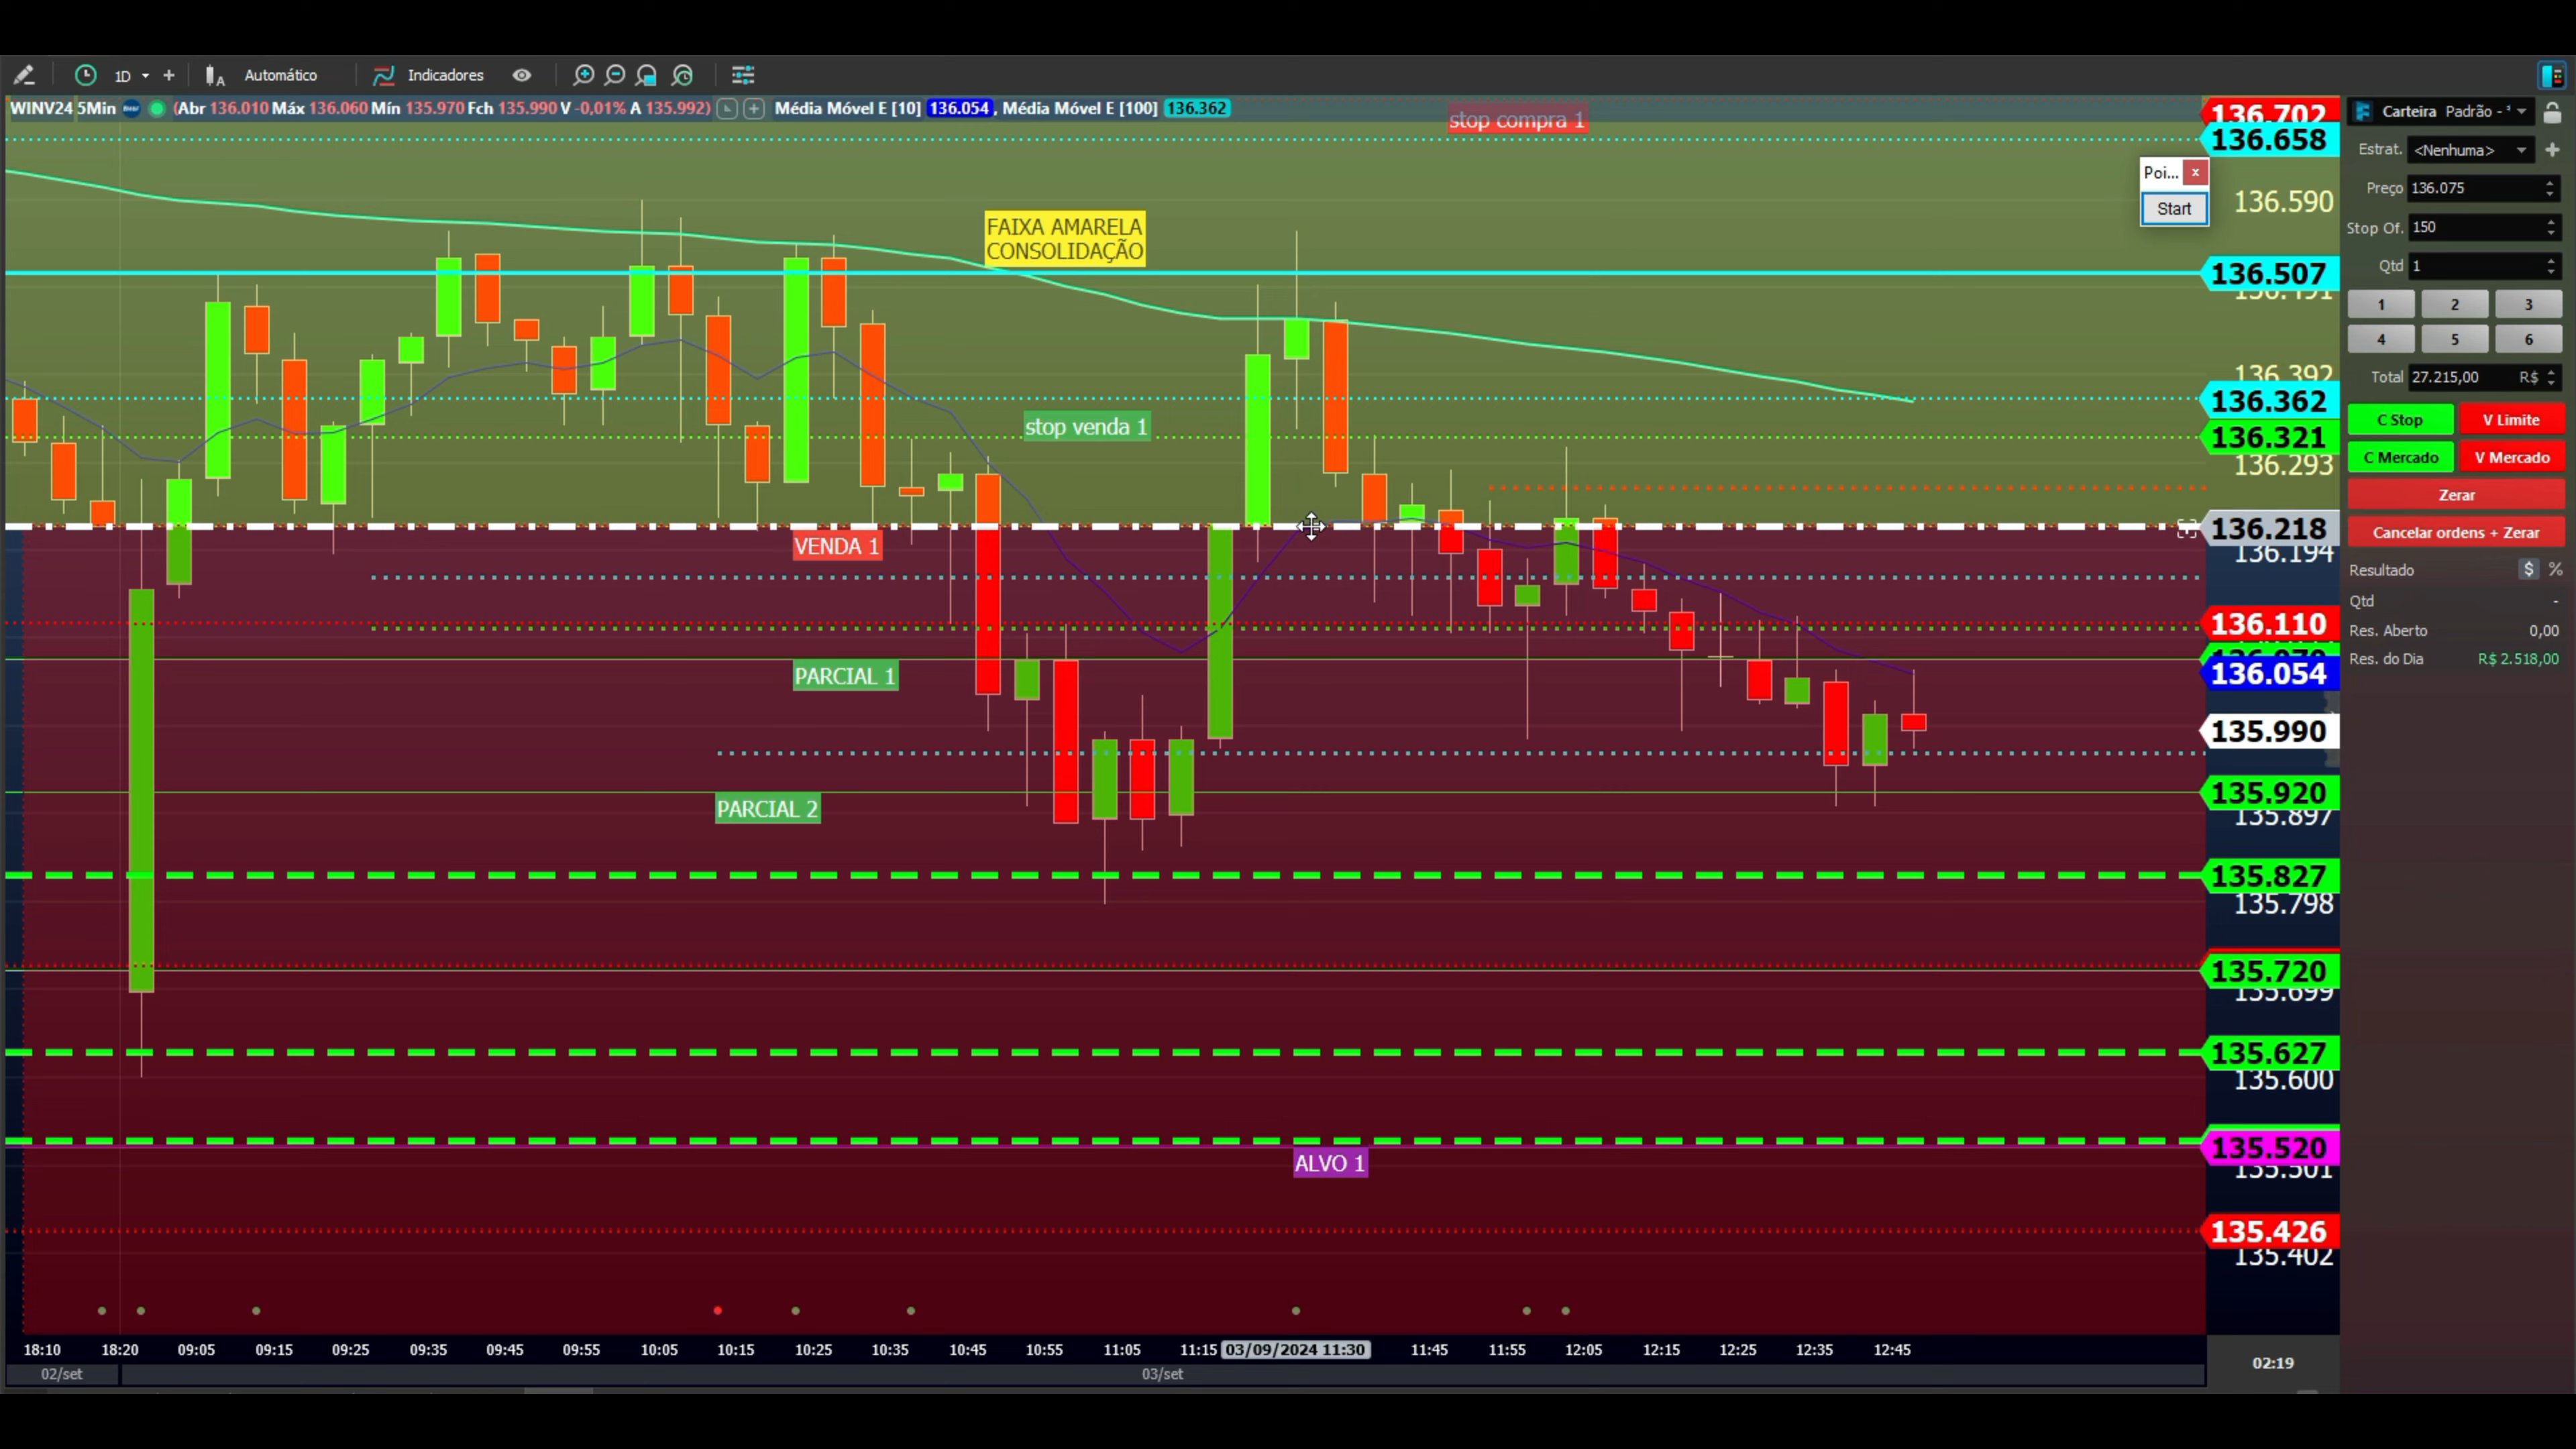 1D
Automático
Indicadores
WINV24 5Min (Abr 136.010 Máx 136.060 Mín 135.970 Fch 135.990 V -0,01% A 135.992) Média Móvel E [10] 136.054, Média Móvel E [100] 136.362
stop compra 1
136.702
136.658
136.590
136.507
136.491
136.392
136.362
136.321
136.293
136.218
136.194
136.110
136.054
135.990
135.920
135.897
135.827
135.798
135.720
135.699
135.627
135.600
135.520
135.501
135.426
135.402
Poi... x
Start
FAIXA AMARELA
CONSOLIDAÇÃO
stop venda 1
VENDA 1
PARCIAL 1
PARCIAL 2
ALVO 1
18:10 18:20 09:05 09:15 09:25 09:35 09:45 09:55 10:05 10:15 10:25 10:35 10:45 10:55 11:05 11:15 03/09/2024 11:30 11:45 11:55 12:05 12:15 12:25 12:35 12:45
02/set 03/set
02:19
Carteira Padrão -
Estrat. <Nenhuma>
Preço 136.075
Stop Of. 150
Qtd 1
1 2 3
4 5 6
Total 27.215,00 R$
C Stop V Limite
C Mercado V Mercado
Zerar
Cancelar ordens + Zerar
Resultado $ %
Qtd -
Res. Aberto 0,00
Res. do Dia R$ 2.518,00